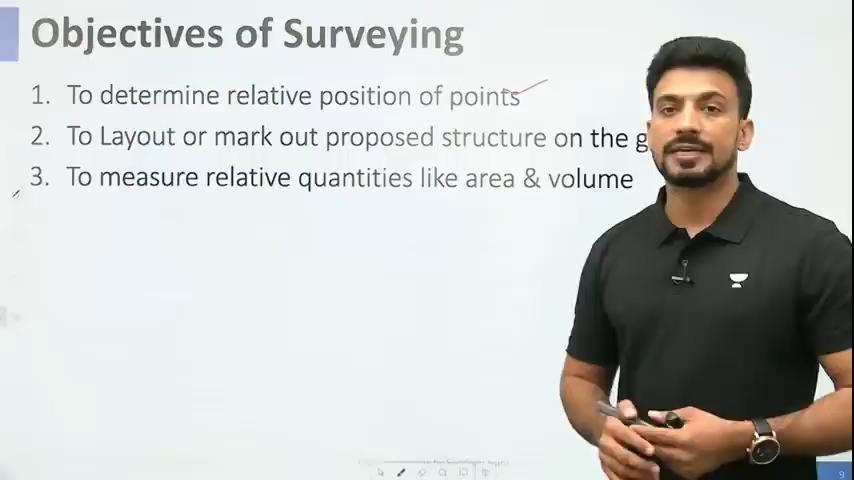 Objectives of Surveying
1. To determine relative position of points
2. To Layout or mark out proposed structure on the g
3. To measure relative quantities like area & volume
9